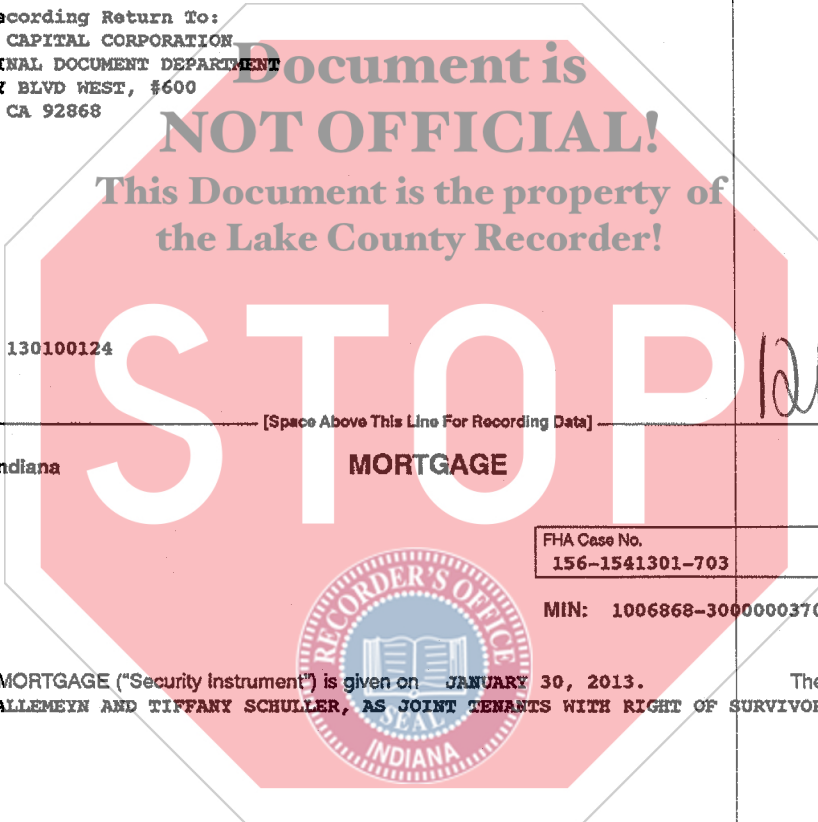 ecording Return To:
CAPITAL CORPORATION
INAL DOCUMENT DEPARTMENT
Y BLVD WEST, #600
CA 92868
Document is
NOT OFFICIAL!
This Document is the property of
the Lake County Recorder!
STOP
130100124
[Space Above This Line For Recording Data]
ndiana
MORTGAGE
FHA Case No.
156-1541301-703
MIN: 1006868-3000000370
RECORDER'S OFFICE
SEAL
INDIANA
MORTGAGE ("Security Instrument") is given on JANUARY 30, 2013. The
ALLEMEYN AND TIFFANY SCHULLER, AS JOINT TENANTS WITH RIGHT OF SURVIVOR